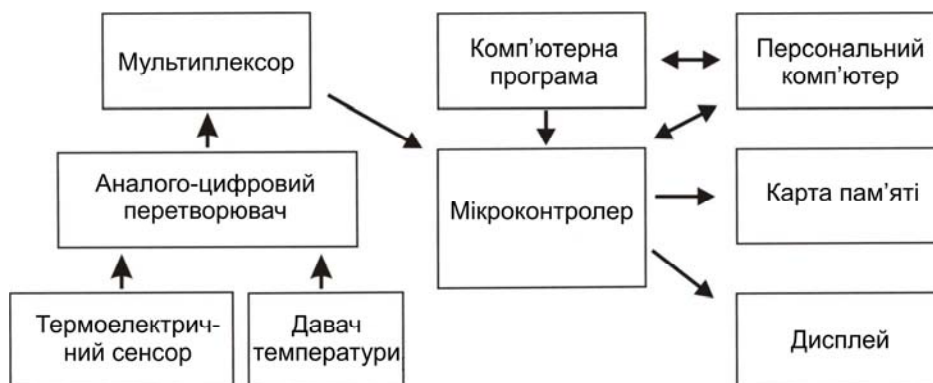 Мультиплексор
Комп’ютерна
програма
Персональний
комп’ютер
Аналого-цифровий
перетворювач
Мікроконтролер
Карта пам’яті
Термоелектрич-
ний сенсор
Давач
температури
Дисплей